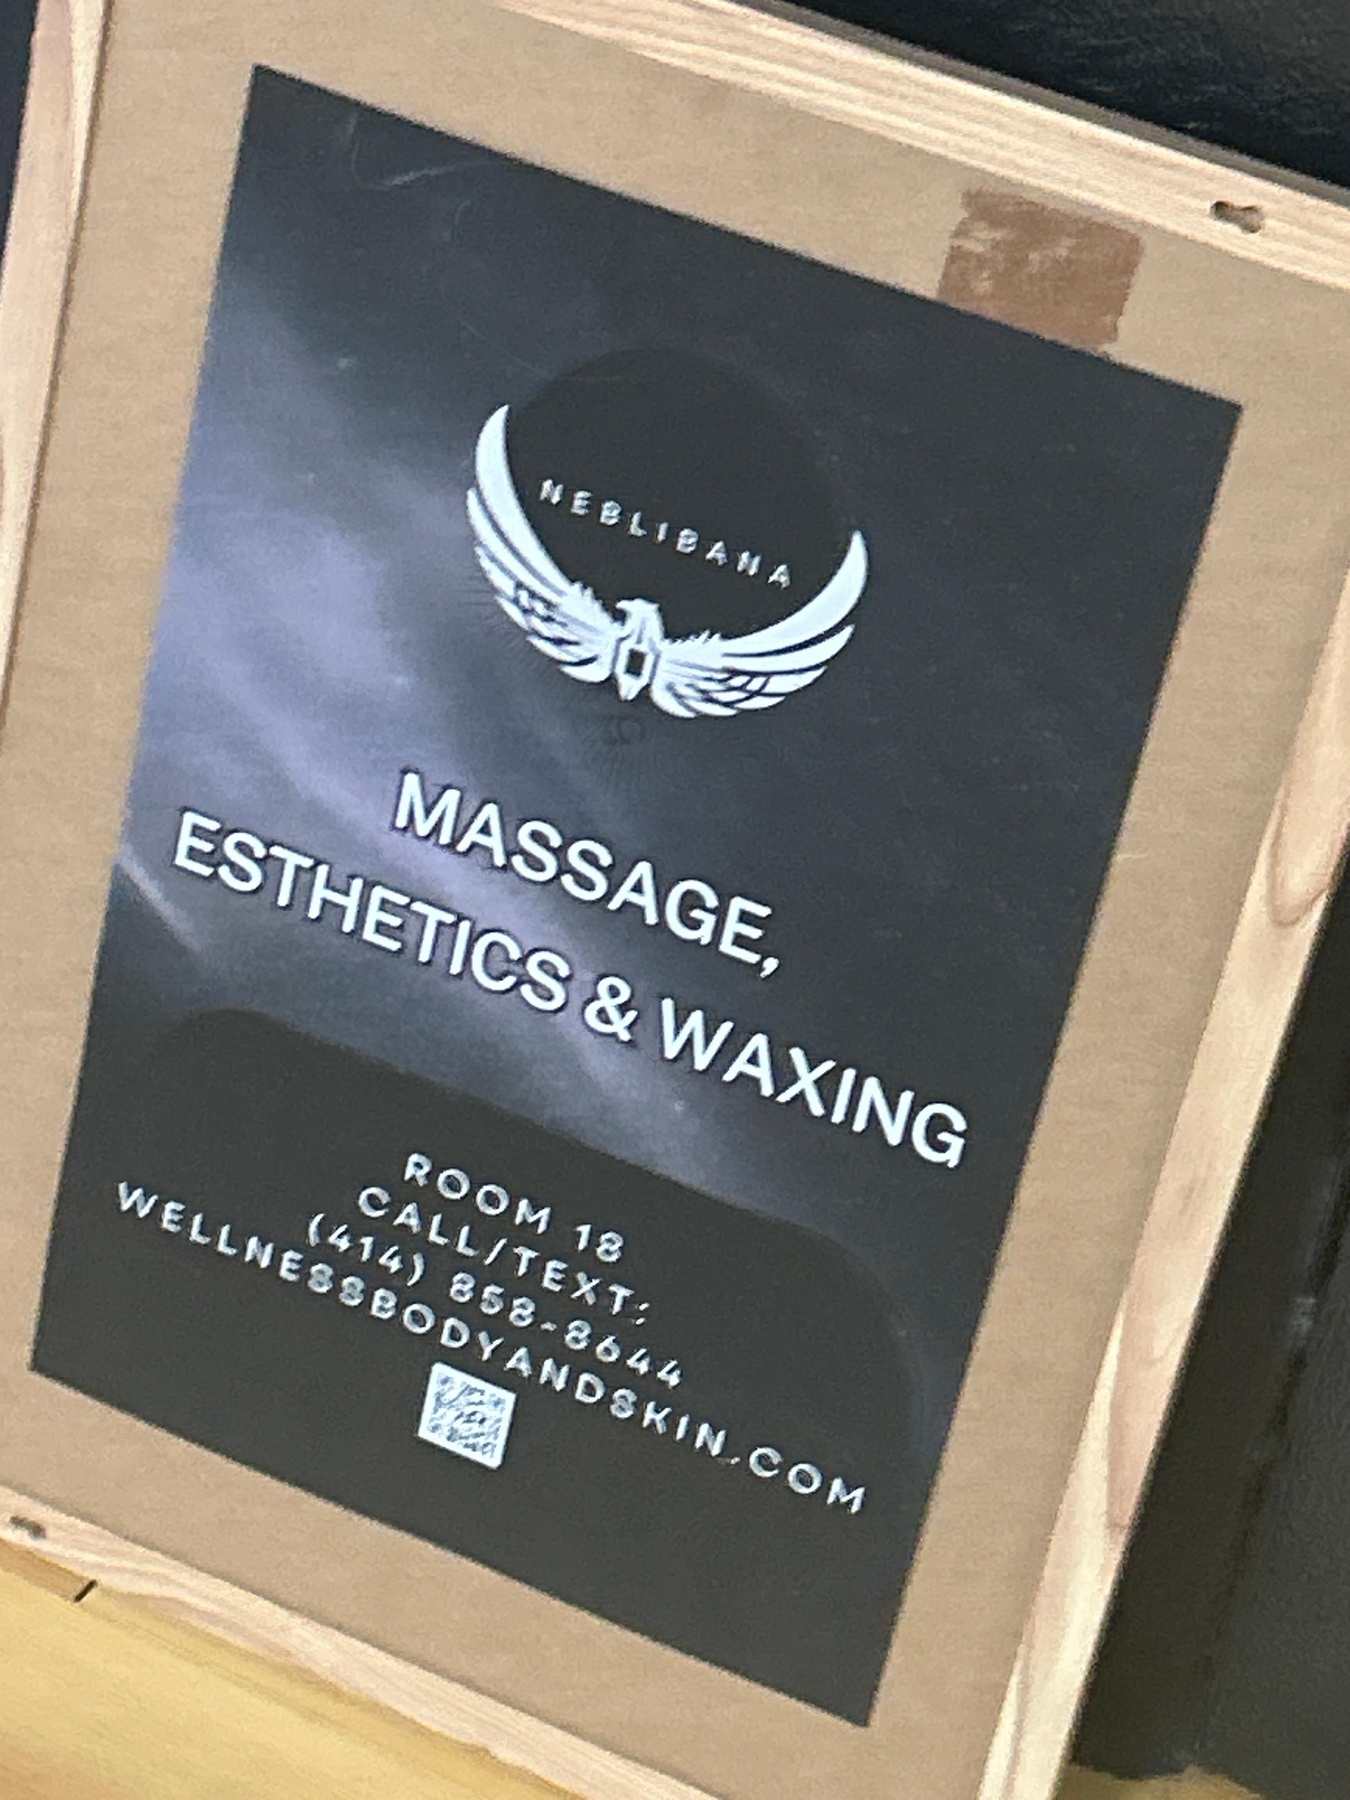 NEBLIBANA
MASSAGE,
ESTHETICS & WAXING
ROOM 18
CALL/TEXT:
(414) 858-8644
WELLNESSBODYANDSKIN.COM